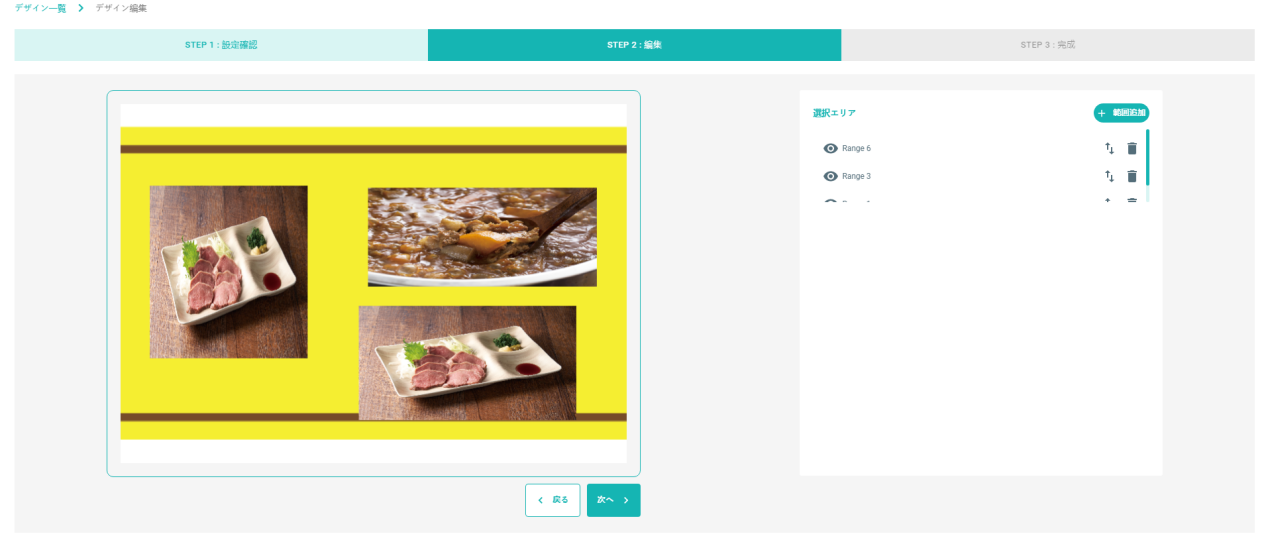 デザイン一覧 > デザイン編集
STEP 1 : 設定確認
STEP 2 : 編集
STEP 3 : 完成
選択エリア
+ 範囲追加
Range 6
Range 3
< 戻る
次へ >